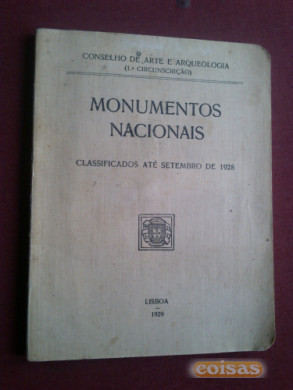 CONSELHO DE ARTE E ARQUEOLOGIA
(1.ª CIRCUNSCRIÇÃO)
MONUMENTOS
NACIONAIS
CLASSIFICADOS ATÉ SETEMBRO DE 1928
LISBOA
1929
coisas